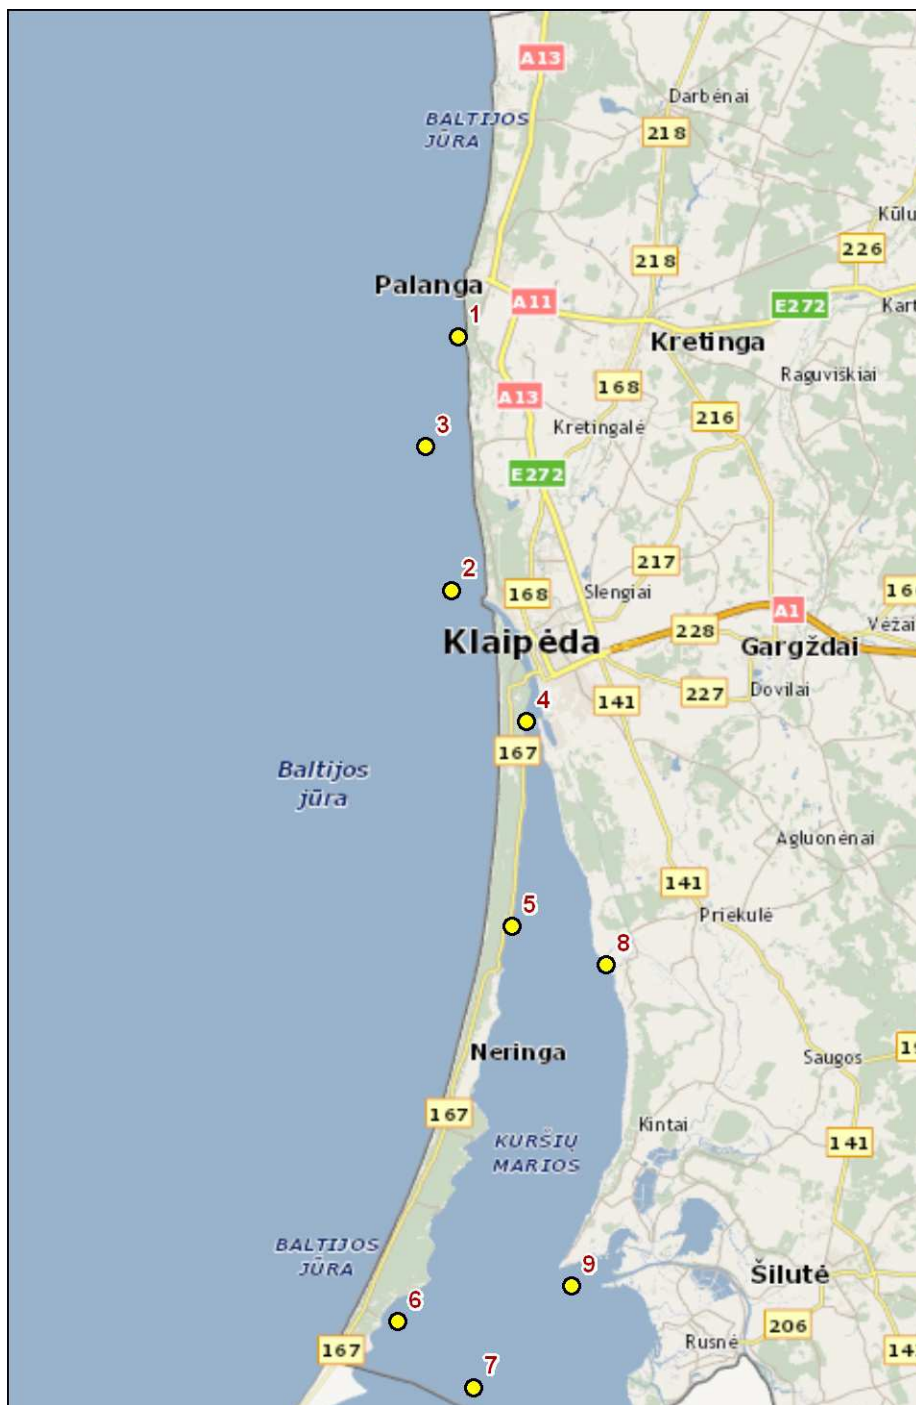 A13
Darbėnai
BALTIJOS
JŪRA
218
Kūlu
226
218
Palanga
A11
E272
Kart
1
Kretinga
Raguviškiai
168
A13
216
3
Kretingalė
E272
217
2
168
Slengiai
16
A1
Vėžai
228
Klaipėda
Gargždai
227
Dovilai
141
4
167
Baltijos
jūra
Agluonėnai
141
5
Priekulė
8
Neringa
19
Saugos
167
Kintai
KURŠIŲ
MARIOS
141
BALTIJOS
JŪRA
9
Šilutė
6
206
Rusnė
167
14
7